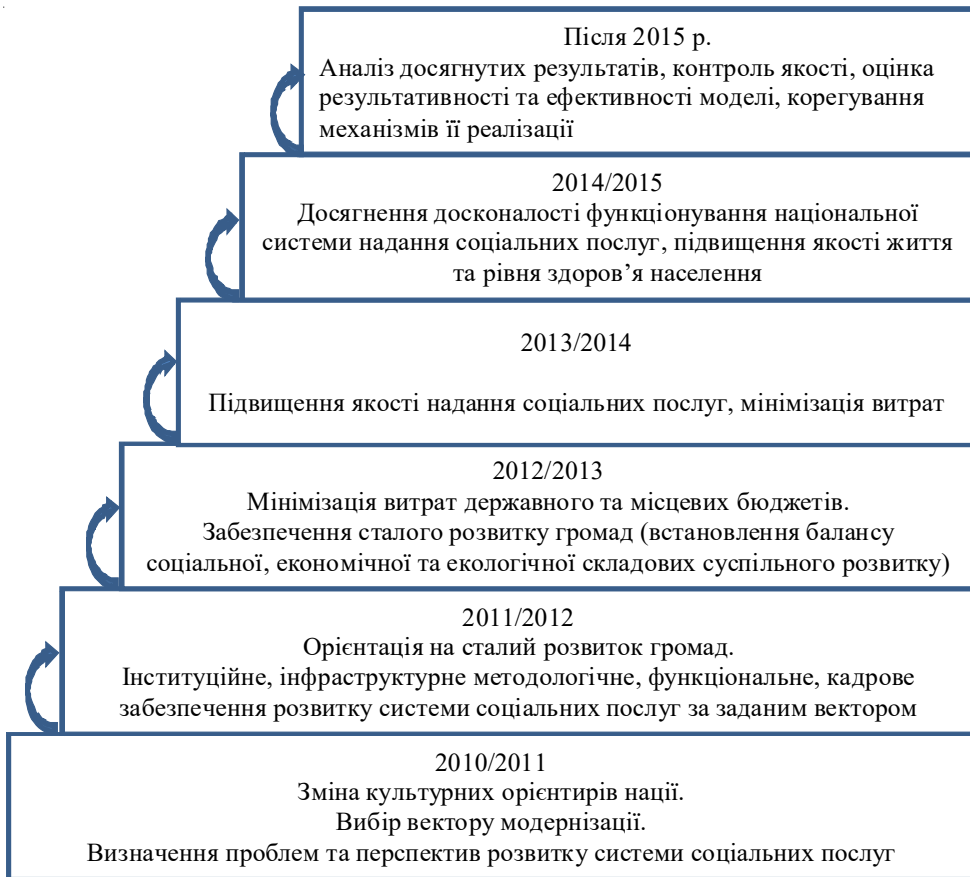 Після 2015 р.
Аналіз досягнутих результатів, контроль якості, оцінка
результативності та ефективності моделі, корегування
механізмів її реалізації
2014/2015
Досягнення досконалості функціонування національної
системи надання соціальних послуг, підвищення якості життя
та рівня здоров’я населення
2013/2014
Підвищення якості надання соціальних послуг, мінімізація витрат
2012/2013
Мінімізація витрат державного та місцевих бюджетів.
Забезпечення сталого розвитку громад (встановлення балансу
соціальної, економічної та екологічної складових суспільного розвитку)
2011/2012
Орієнтація на сталий розвиток громад.
Інституційне, інфраструктурне методологічне, функціональне, кадрове
забезпечення розвитку системи соціальних послуг за заданим вектором
2010/2011
Зміна культурних орієнтирів нації.
Вибір вектору модернізації.
Визначення проблем та перспектив розвитку системи соціальних послуг